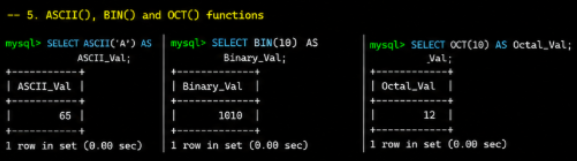 -- 5. ASCII(), BIN() and OCT() functions
mysql> SELECT ASCII('A') AS
ASCII_Val;
+-----------+
| ASCII_Val |
+-----------+
| 65 |
+-----------+
1 row in set (0.00 sec)
mysql> SELECT BIN(10) AS
Binary_Val;
+------------+
| Binary_Val |
+------------+
| 1010 |
+------------+
1 row in set (0.00 sec)
mysql> SELECT OCT(10) AS Octal_Val;
_Val;
+-----------+
| Octal_Val |
+-----------+
| 12 |
+-----------+
1 row in set (0.00 sec)